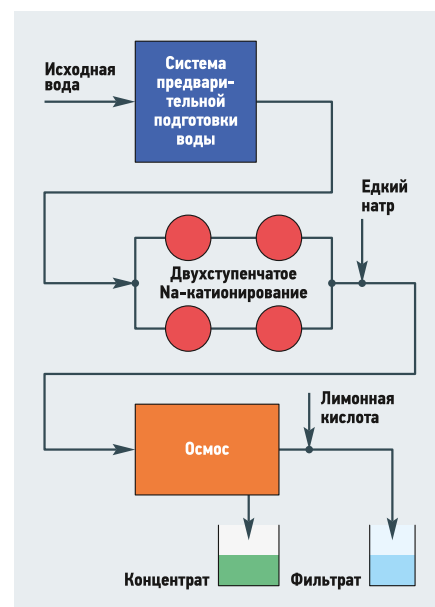 Исходная
вода
Система
предвари-
тельной
подготовки
воды
Едкий
натр
Двухступенчатое
Na-катионирование
Лимонная
кислота
Осмос
Концентрат
Фильтрат